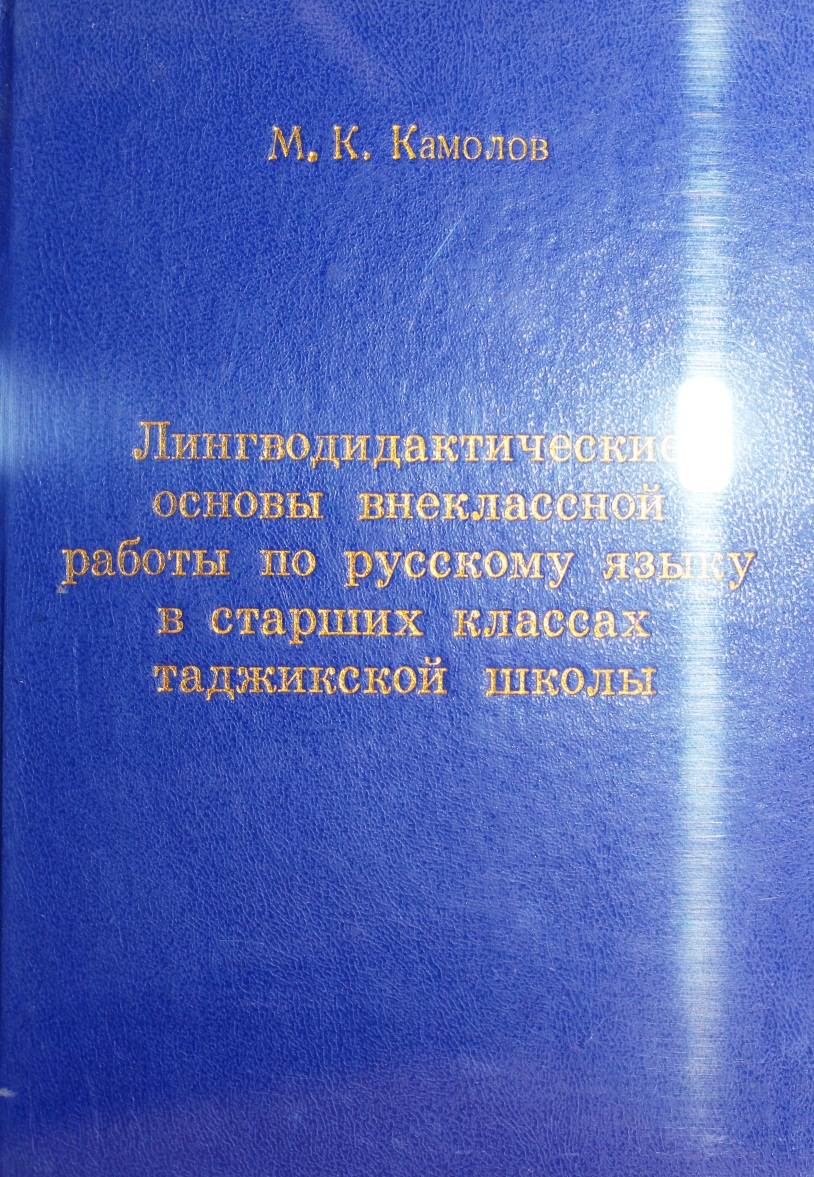 М. К. Камолов
Лингводидактические
основы внеклассной
работы по русскому языку
в старших классах
таджикской школы